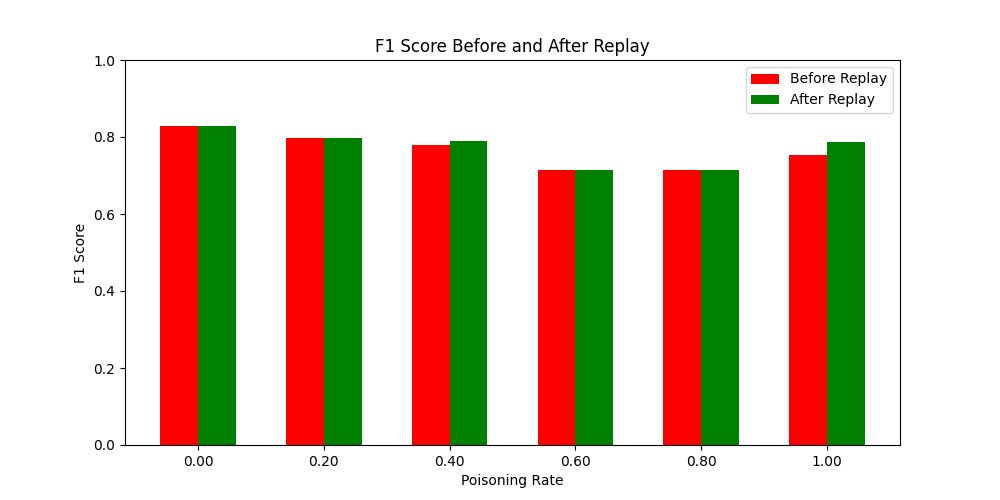 F1 Score Before and After Replay
Before Replay
After Replay
F1 Score
1.0
0.8
0.6
0.4
0.2
0.0
0.00 0.20 0.40 0.60 0.80 1.00
Poisoning Rate